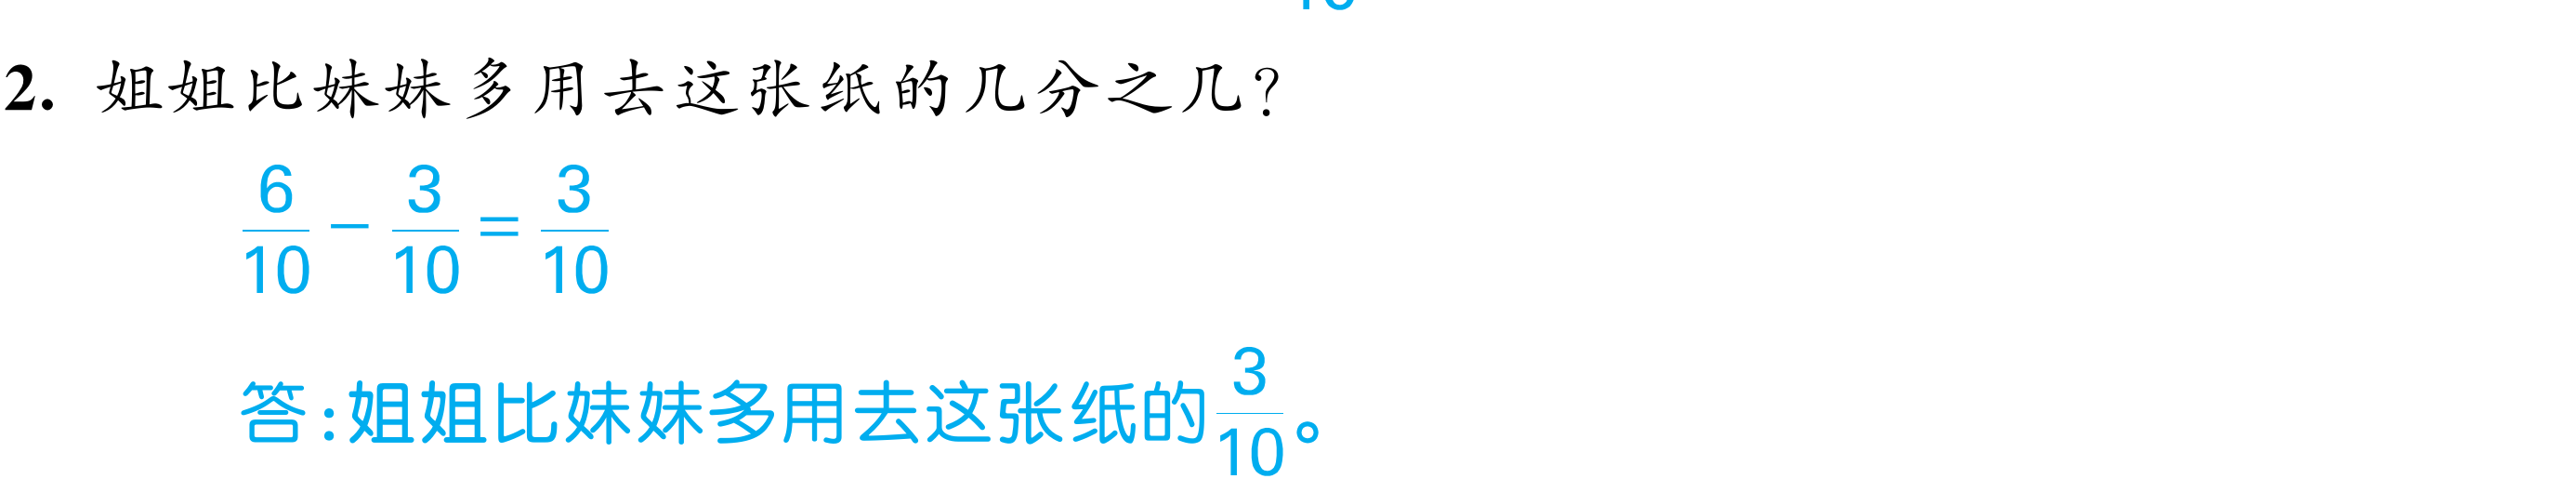 2. 姐姐比妹妹多用去这张纸的几分之几?
6/10 - 3/10 = 3/10
答:姐姐比妹妹多用去这张纸的3/10。